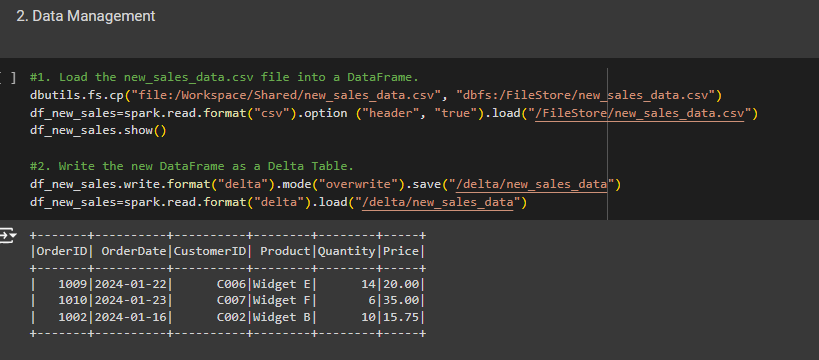 2. Data Management
[ ] #1. Load the new_sales_data.csv file into a DataFrame.
dbutils.fs.cp("file:/Workspace/Shared/new_sales_data.csv", "dbfs:/FileStore/new_sales_data.csv")
df_new_sales=spark.read.format("csv").option ("header", "true").load("/FileStore/new_sales_data.csv")
df_new_sales.show()
#2. Write the new DataFrame as a Delta Table.
df_new_sales.write.format("delta").mode("overwrite").save("/delta/new_sales_data")
df_new_sales=spark.read.format("delta").load("/delta/new_sales_data")
+-------+----------+----------+--------+--------+-----+
|OrderID| OrderDate|CustomerID| Product|Quantity|Price|
+-------+----------+----------+--------+--------+-----+
|   1009|2024-01-22|      C006|Widget E|      14|20.00|
|   1010|2024-01-23|      C007|Widget F|       6|35.00|
|   1002|2024-01-16|      C002|Widget B|      10|15.75|
+-------+----------+----------+--------+--------+-----+